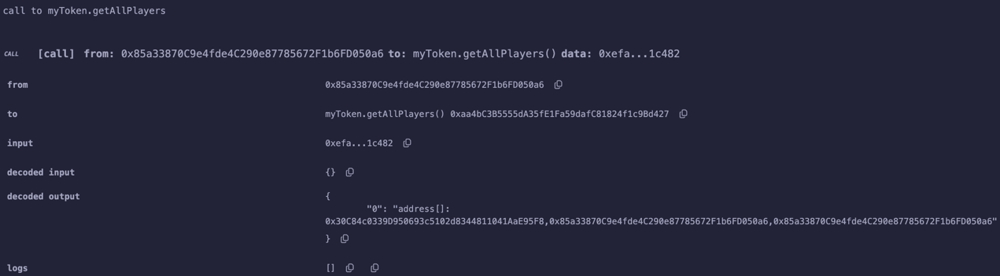 call to myToken.getAllPlayers
CALL [call] from: 0x85a33870C9e4fde4C290e87785672F1b6FD050a6 to: myToken.getAllPlayers() data: 0xefa...1c482
from 0x85a33870C9e4fde4C290e87785672F1b6FD050a6
to myToken.getAllPlayers() 0xaa4bC3B5555dA35fE1Fa59dafC81824f1c9Bd427
input 0xefa...1c482
decoded input {}
decoded output {
"0": "address[]:
0x30C84c0339D950693c5102d8344811041AaE95F8,0x85a33870C9e4fde4C290e87785672F1b6FD050a6,0x85a33870C9e4fde4C290e87785672F1b6FD050a6"
}
logs []